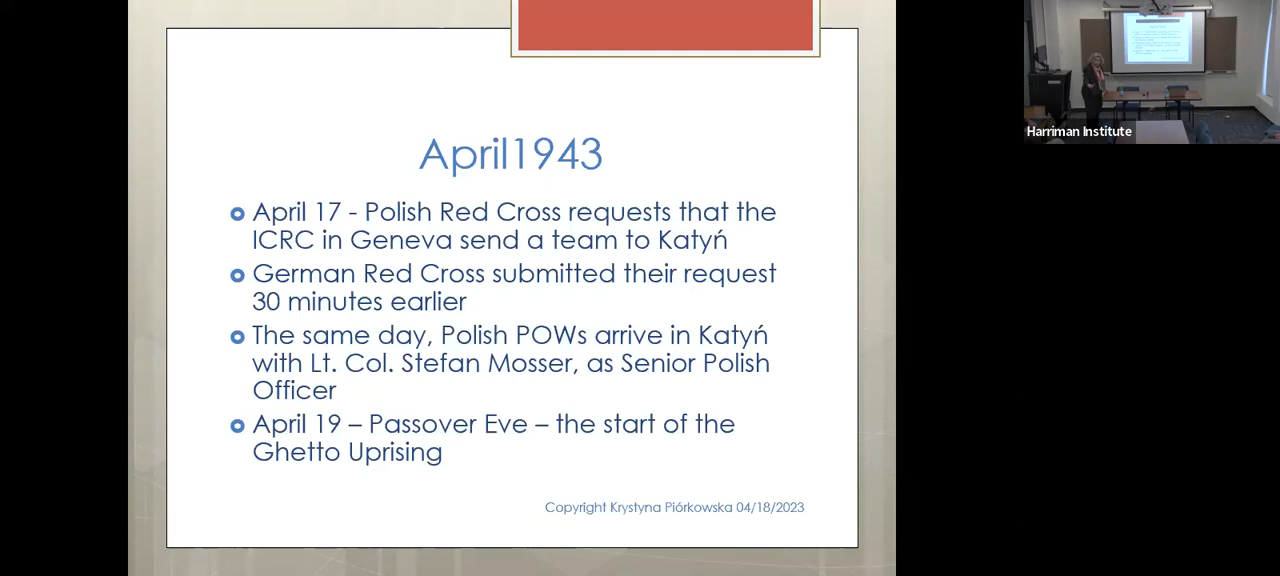 April1943
April 17 - Polish Red Cross requests that the
ICRC in Geneva send a team to Katyń
German Red Cross submitted their request
30 minutes earlier
The same day, Polish POWs arrive in Katyń
with Lt. Col. Stefan Mosser, as Senior Polish
Officer
April 19 – Passover Eve – the start of the
Ghetto Uprising
Copyright Krystyna Piórkowska 04/18/2023
Harriman Institute